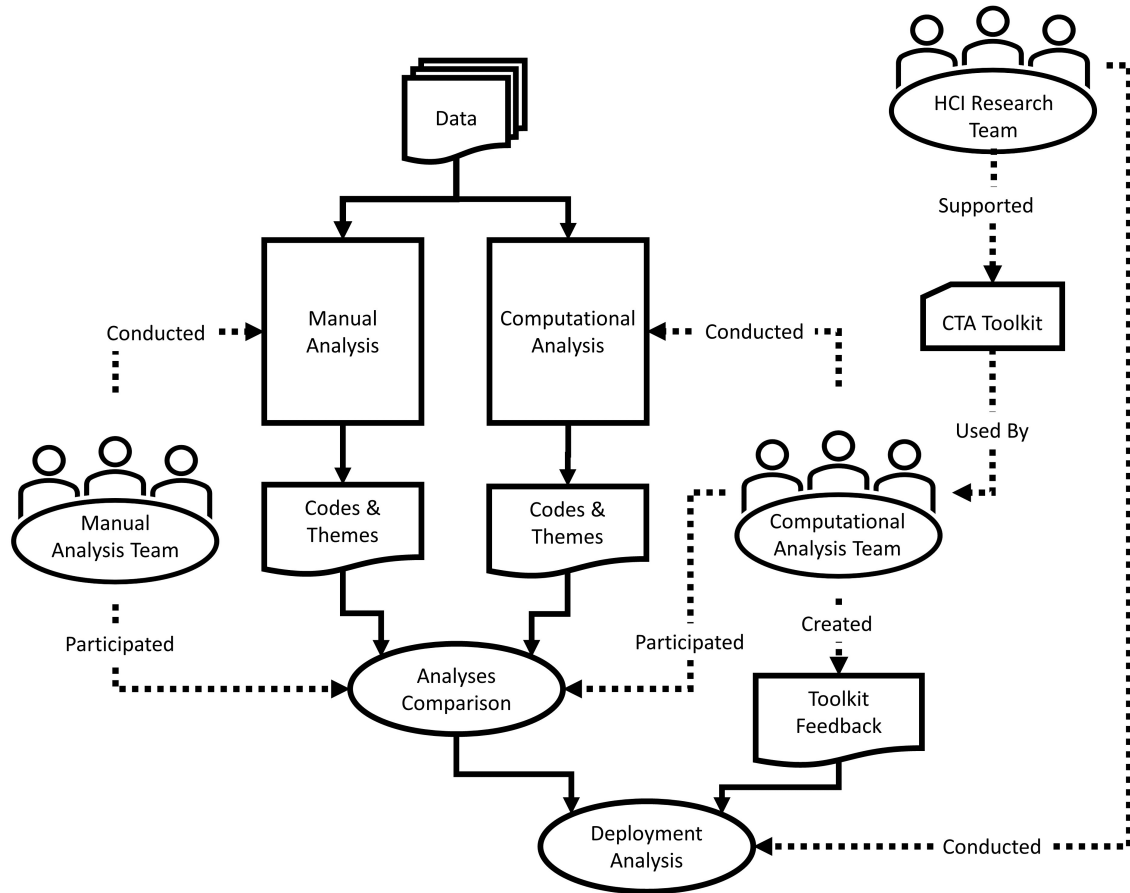 Data
HCI Research
Team
Supported
CTA Toolkit
Used By
Manual
Analysis
Computational
Analysis
Conducted
Conducted
Manual
Analysis Team
Codes &
Themes
Codes &
Themes
Computational
Analysis Team
Participated
Participated
Created
Analyses
Comparison
Toolkit
Feedback
Deployment
Analysis
Conducted